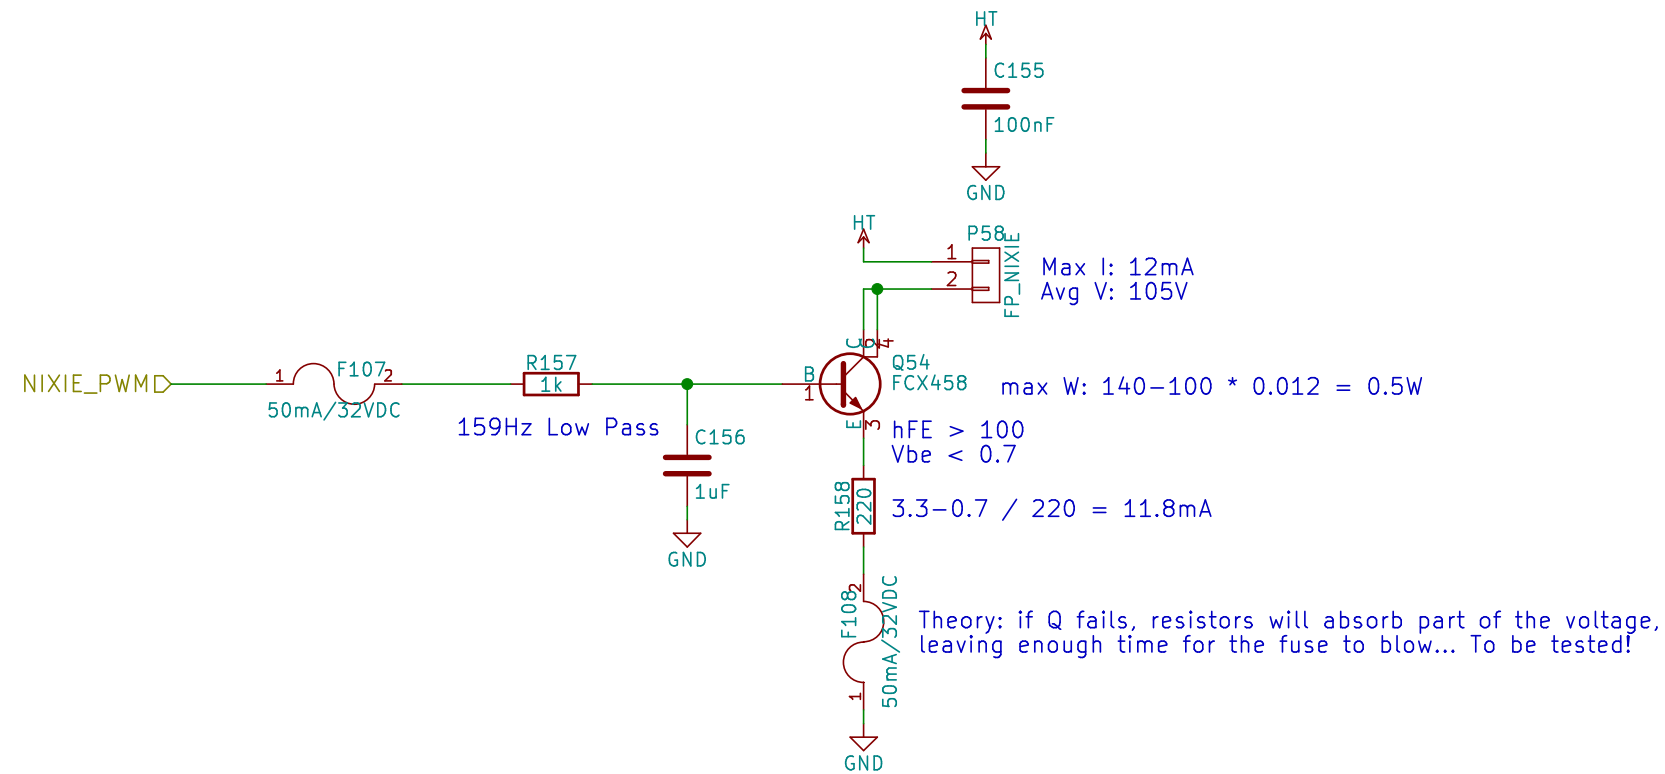 HT
C155
100nF
GND
HT
P58
1
2
FP_NIXIE
Max I: 12mA
Avg V: 105V
NIXIE_PWM
1
F107
2
50mA/32VDC
R157
1k
159Hz Low Pass
C156
1uF
GND
C
4
B
1
Q54
FCX458
max W: 140-100 * 0.012 = 0.5W
E
3
hFE > 100
Vbe < 0.7
R158
220
3.3-0.7 / 220 = 11.8mA
2
F108
50mA/32VDC
1
Theory: if Q fails, resistors will absorb part of the voltage,
leaving enough time for the fuse to blow... To be tested!
GND